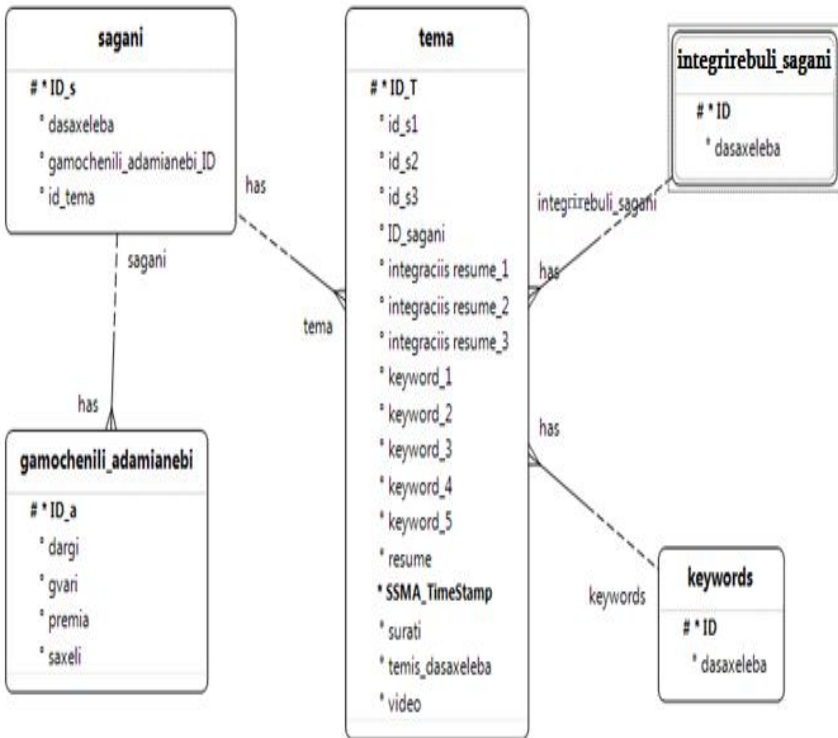 sagani
# * ID_s
° dasaxeleba
° gamochenili_adamianebi_ID
° id_tema
has
sagani
tema
has
gamochenili_adamianebi
# * ID_a
° dargi
° gvari
° premia
° saxeli
tema
# * ID_T
° id_s1
° id_s2
° id_s3
° ID_sagani
° integraciis resume_1
° integraciis resume_2
° integraciis resume_3
° keyword_1
° keyword_2
° keyword_3
° keyword_4
° keyword_5
° resume
* SSMA_TimeStamp
° surati
° temis_dasaxeleba
° video
integrirebuli_sagani
# * ID
° dasaxeleba
integrirebuli_sagani
has
has
keywords
keywords
# * ID
° dasaxeleba